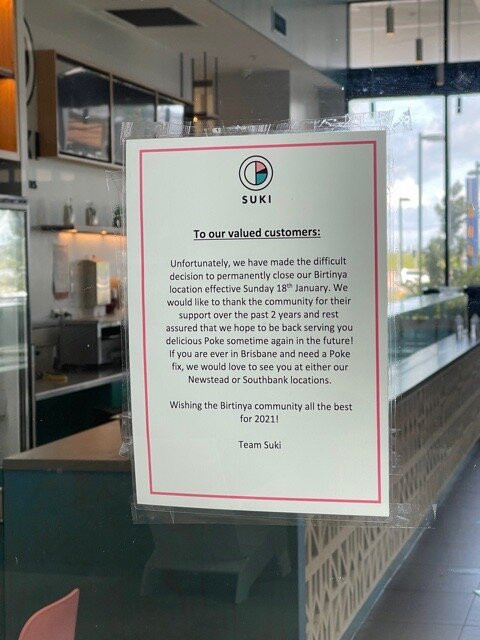 SUKI
To our valued customers:
Unfortunately, we have made the difficult
decision to permanently close our Birtinya
location effective Sunday 18th January. We
would like to thank the community for their
support over the past 2 years and rest
assured that we hope to be back serving you
delicious Poke sometime again in the future!
If you are ever in Brisbane and need a Poke
fix, we would love to see you at either our
Newstead or Southbank locations.
Wishing the Birtinya community all the best
for 2021!
Team Suki